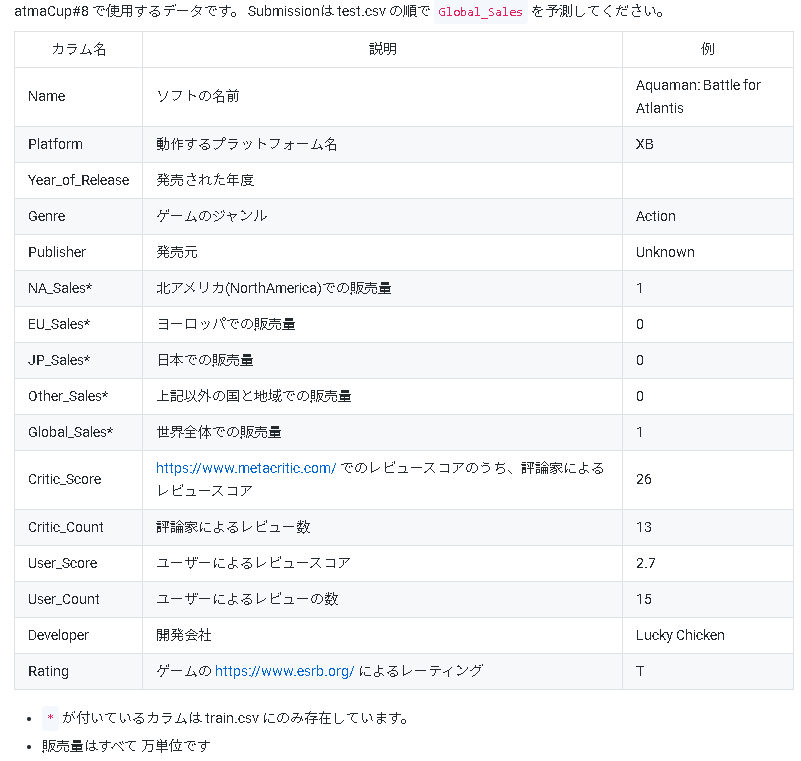 atmaCup#8 で使用するデータです。 Submissionは test.csv の順で Global_Sales を予測してください。
カラム名 説明 例
Name ソフトの名前 Aquaman: Battle for
Atlantis
Platform 動作するプラットフォーム名 XB
Year_of_Release 発売された年度
Genre ゲームのジャンル Action
Publisher 発売元 Unknown
NA_Sales* 北アメリカ(NorthAmerica)での販売量 1
EU_Sales* ヨーロッパでの販売量 0
JP_Sales* 日本での販売量 0
Other_Sales* 上記以外の国と地域での販売量 0
Global_Sales* 世界全体での販売量 1
Critic_Score https://www.metacritic.com/ でのレビュースコアのうち、評論家による
レビュースコア 26
Critic_Count 評論家によるレビュー数 13
User_Score ユーザーによるレビュースコア 2.7
User_Count ユーザーによるレビューの数 15
Developer 開発会社 Lucky Chicken
Rating ゲームの https://www.esrb.org/ によるレーティング T
• * が付いているカラムは train.csv にのみ存在しています。
• 販売量はすべて 万単位です